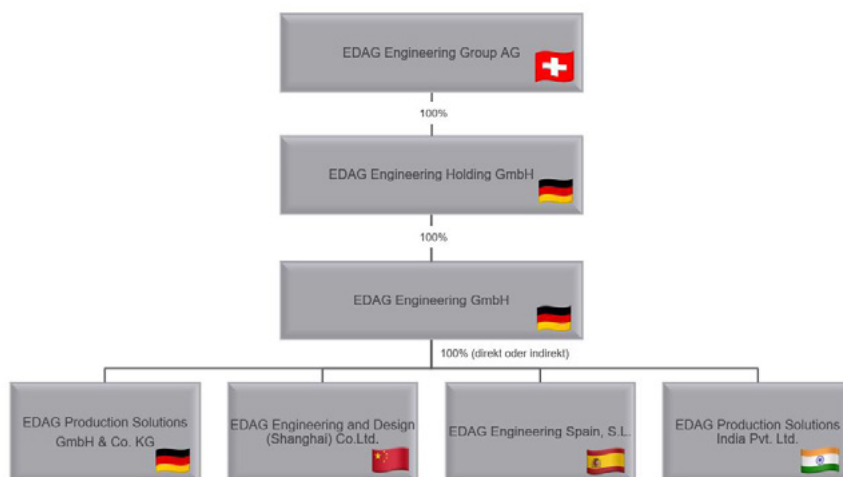 EDAG Engineering Group AG
100%
EDAG Engineering Holding GmbH
100%
EDAG Engineering GmbH
100% (direkt oder indirekt)
EDAG Production Solutions
GmbH & Co. KG
EDAG Engineering and Design
(Shanghai) Co.Ltd.
EDAG Engineering Spain, S.L.
EDAG Production Solutions
India Pvt. Ltd.